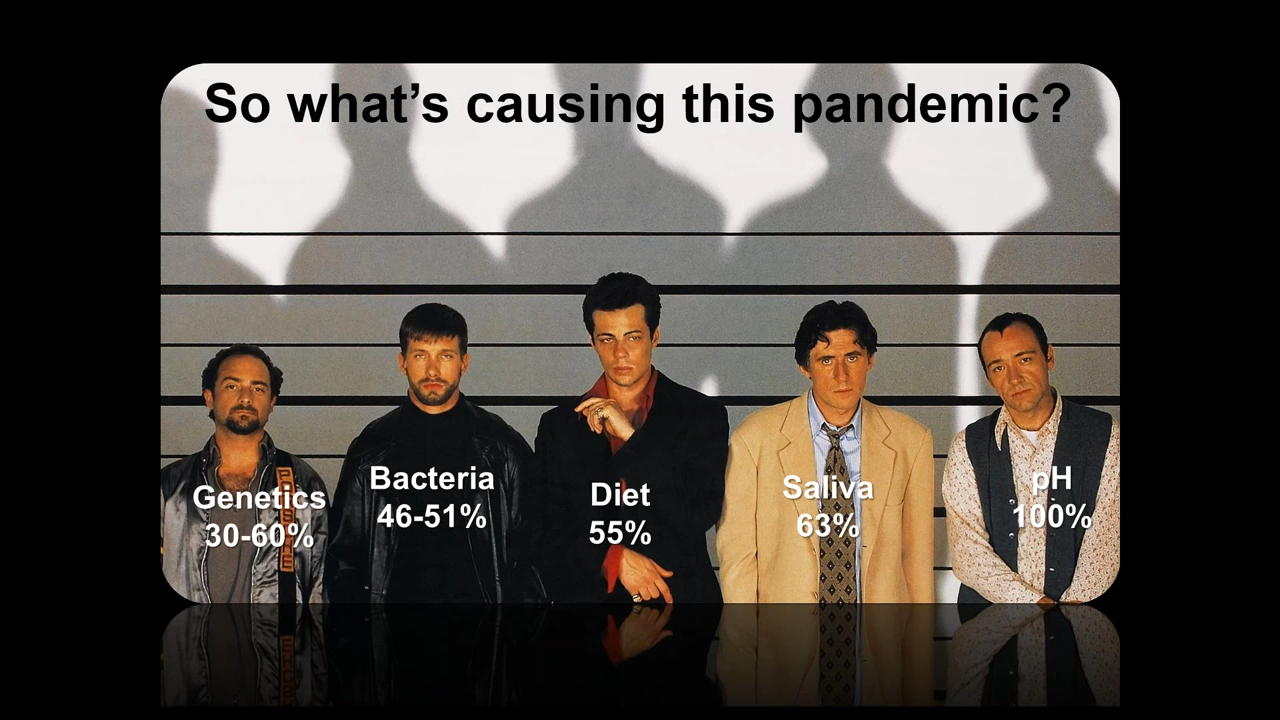 So what’s causing this pandemic?
Genetics
30-60%
Bacteria
46-51%
Diet
55%
Saliva
63%
pH
100%